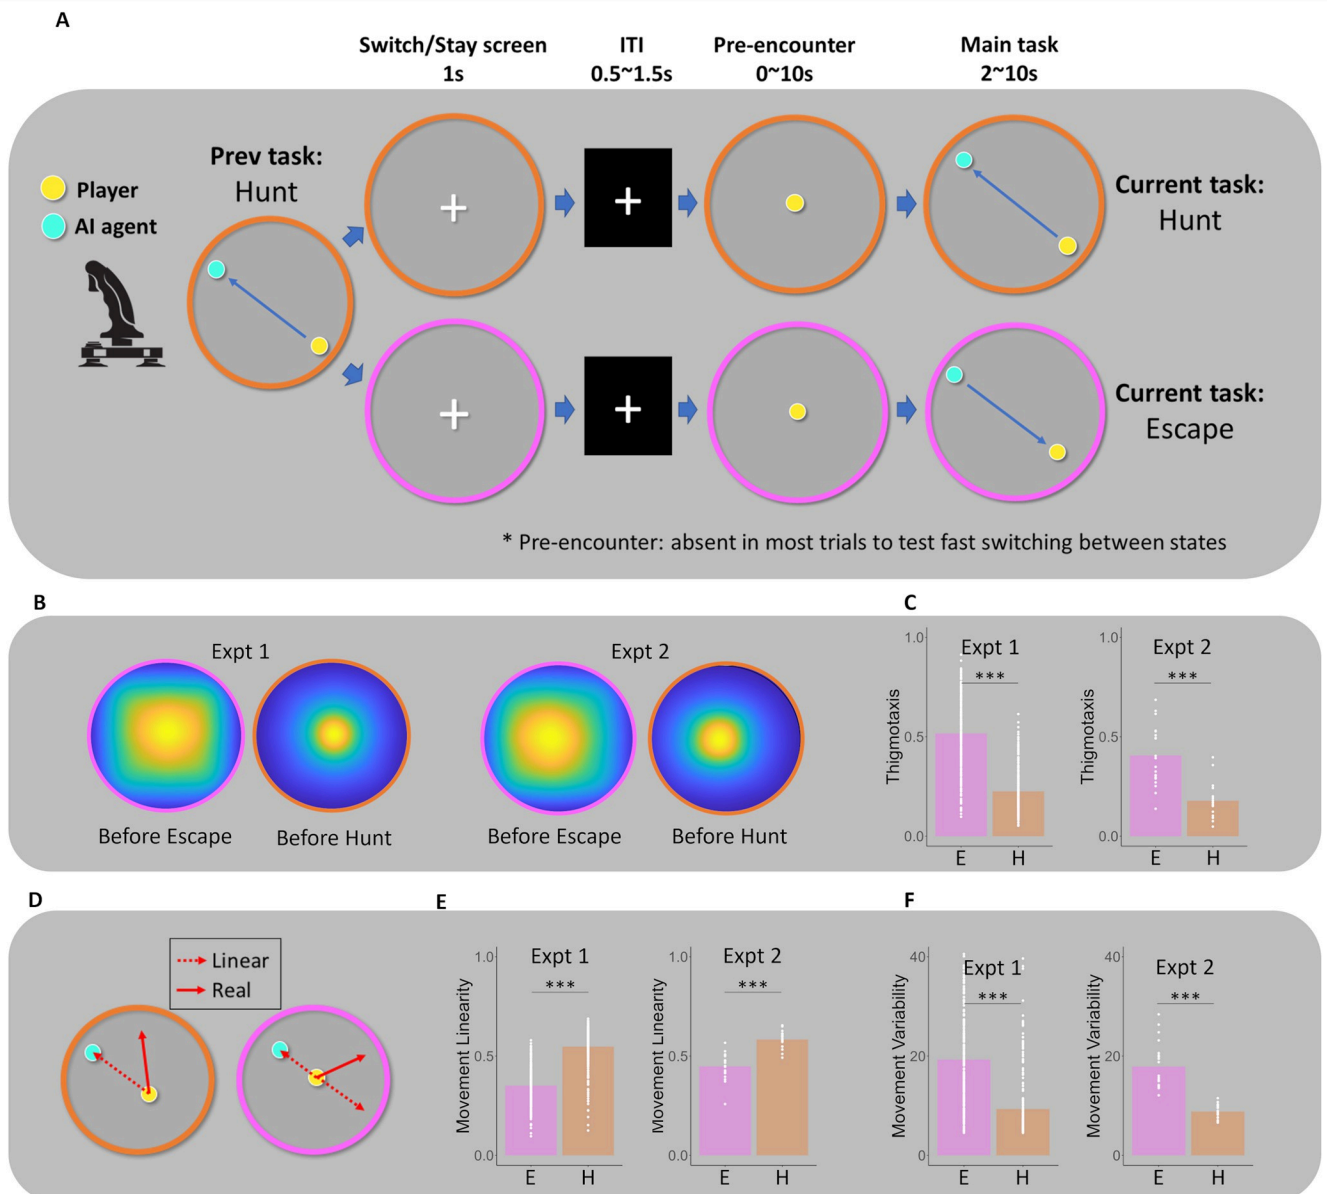 A
Switch/Stay screen
1s
ITI
0.5~1.5s
Pre-encounter
0~10s
Main task
2~10s
Player
AI agent
Prev task:
Hunt
Current task:
Hunt
Current task:
Escape
* Pre-encounter: absent in most trials to test fast switching between states
B
Expt 1
Before Escape
Before Hunt
Expt 2
Before Escape
Before Hunt
C
Thigmotaxis
1.0
0.5
0.0
Expt 1
***
E
H
Thigmotaxis
1.0
0.5
0.0
Expt 2
***
E
H
D
Linear
Real
E
Movement Linearity
1.0
0.5
0.0
Expt 1
***
E
H
Movement Linearity
1.0
0.5
0.0
Expt 2
***
E
H
F
Movement Variability
40
20
0
Expt 1
***
E
H
Movement Variability
40
20
0
Expt 2
***
E
H